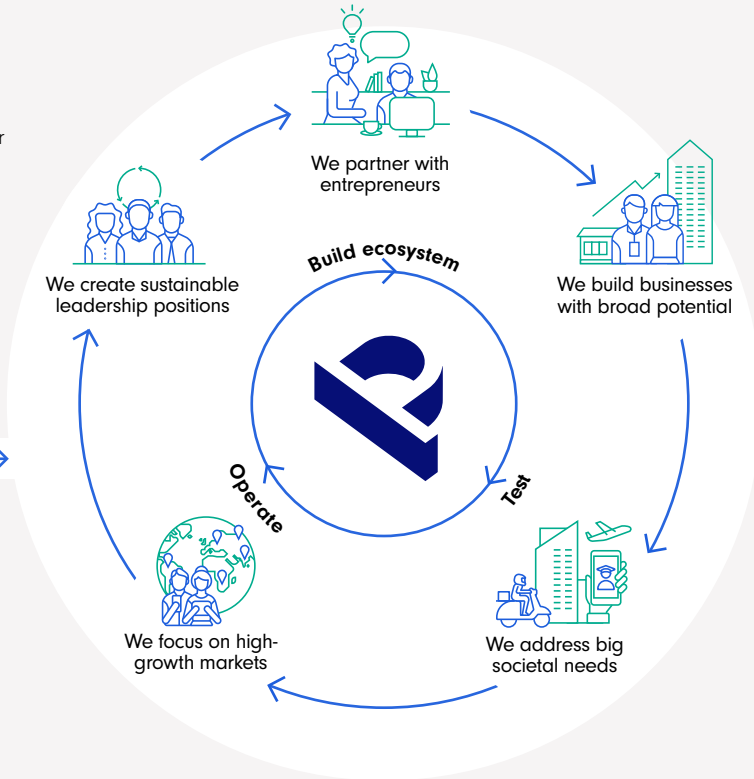 r
We partner with
entrepreneurs
We create sustainable
leadership positions
Build ecosystem
We build businesses
with broad potential
Operate
Test
We focus on high-
growth markets
We address big
societal needs